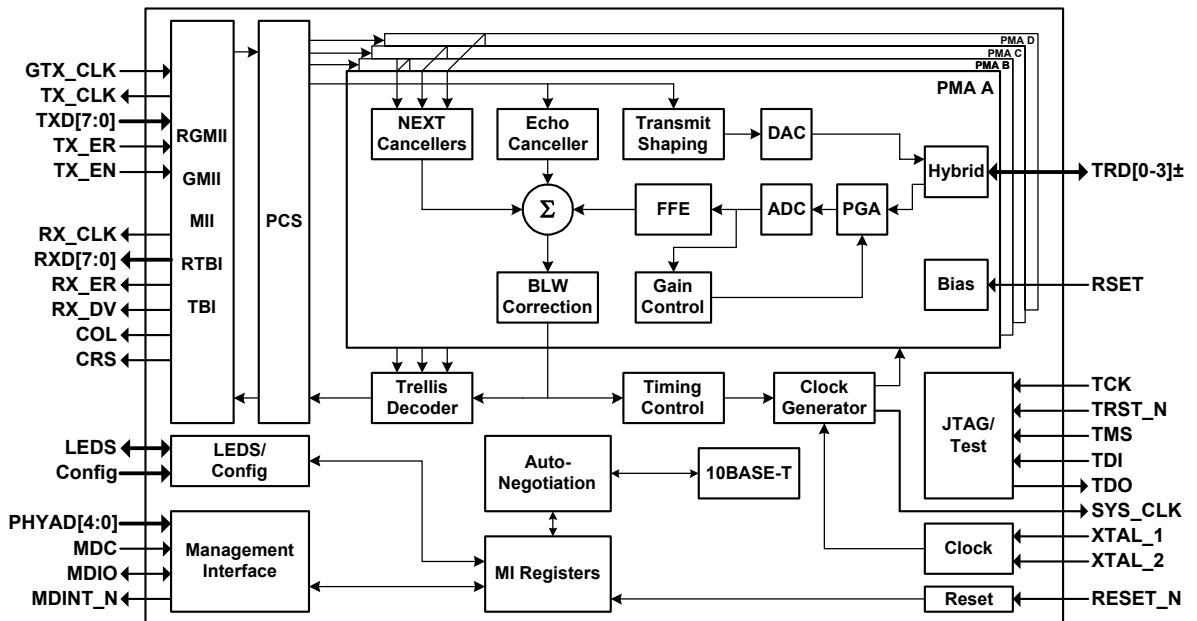 GTX_CLK
TX_CLK
TXD[7:0]
TX_ER
TX_EN
RX_CLK
RXD[7:0]
RX_ER
RX_DV
COL
CRS
LEDS
Config
PHYAD[4:0]
MDC
MDIO
MDINT_N
RGMII
GMII
MII
RTBI
TBI
PCS
PMA D
PMA C
PMA B
PMA A
NEXT
Cancellers
Echo
Canceller
Transmit
Shaping
DAC
Hybrid
Σ
FFE
ADC
PGA
BLW
Correction
Gain
Control
Bias
Trellis
Decoder
Timing
Control
Clock
Generator
JTAG/
Test
LEDS/
Config
Auto-
Negotiation
10BASE-T
Management
Interface
MI Registers
Clock
Reset
TRD[0-3]±
RSET
TCK
TRST_N
TMS
TDI
TDO
SYS_CLK
XTAL_1
XTAL_2
RESET_N